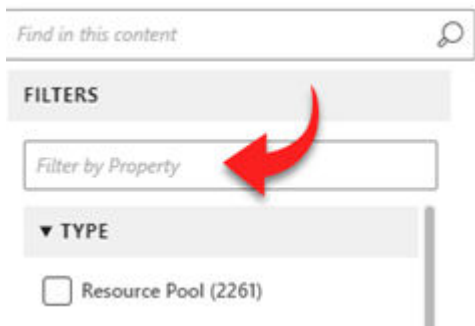 Find in this content
FILTERS
Filter by Property
▼ TYPE
Resource Pool (2261)